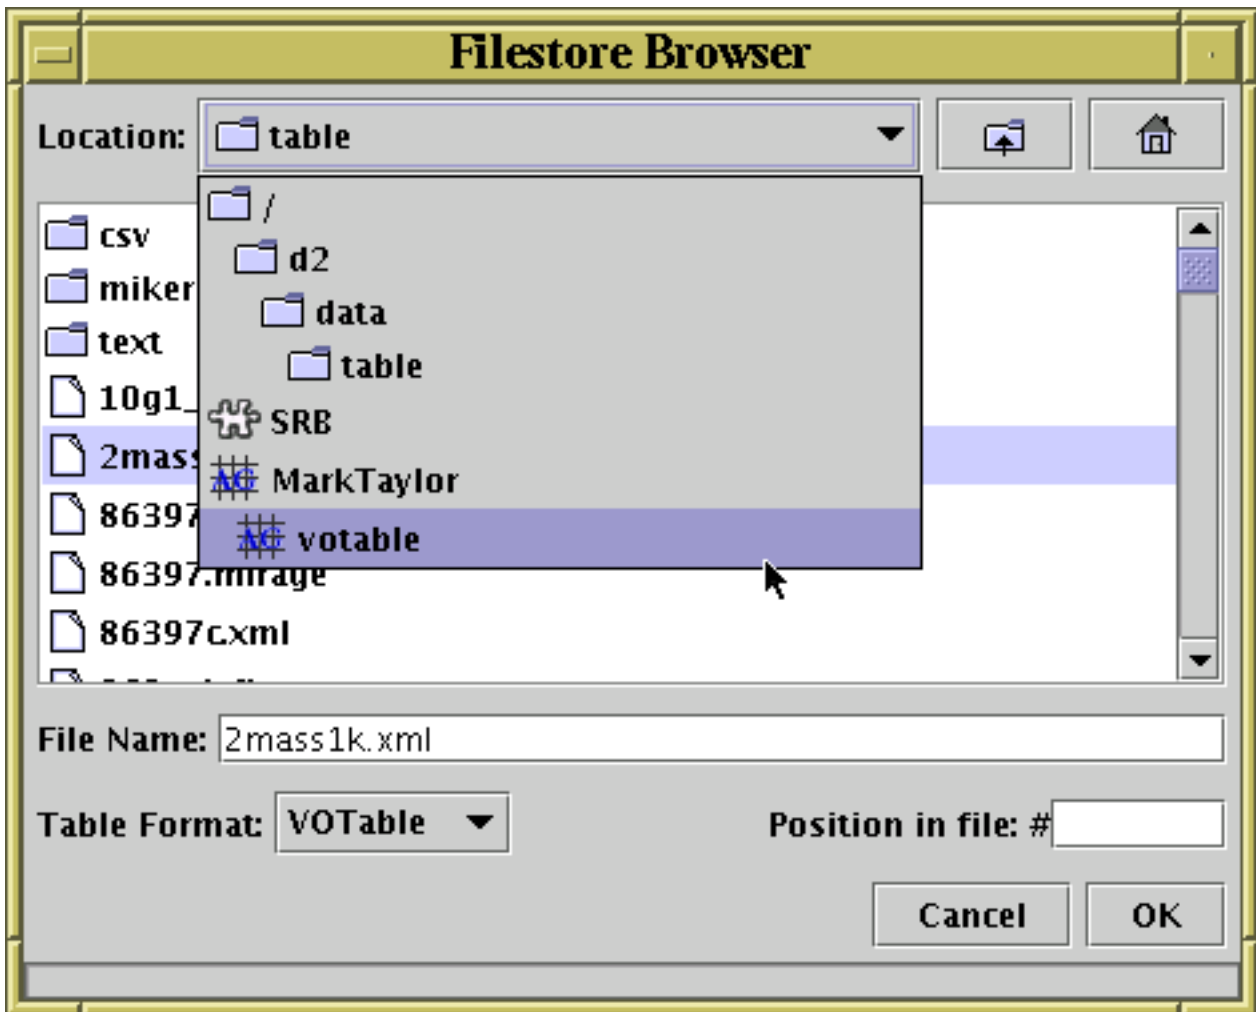 Filestore Browser
Location: table
/
csv
d2
miker
data
text
table
10g1_
SRB
MarkTaylor
86397
votable
86397.mirage
86397c.xml
File Name: 2mass1k.xml
Table Format: VOTable Position in file: #
Cancel OK